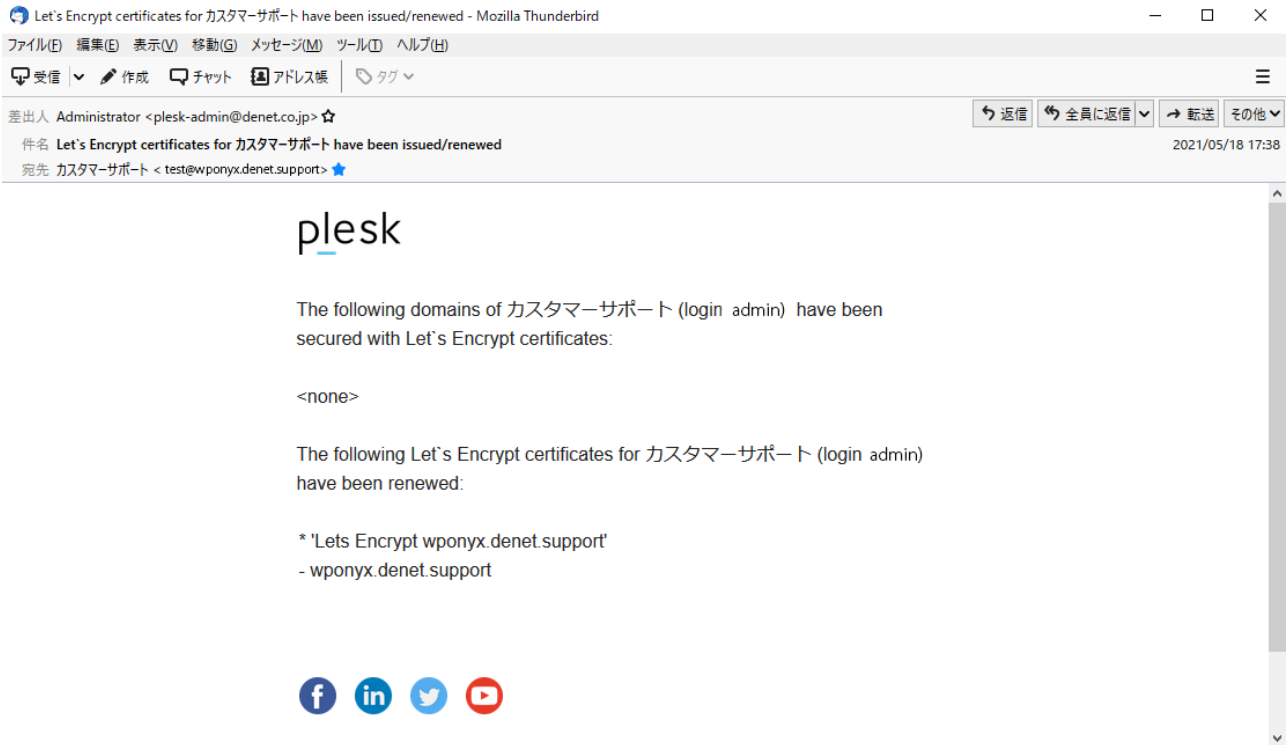 Let`s Encrypt certificates for カスタマーサポート have been issued/renewed - Mozilla Thunderbird
ファイル(F) 編集(E) 表示(V) 移動(G) メッセージ(M) ツール(T) ヘルプ(H)
受信 作成 チャット アドレス帳 タグ
差出人 Administrator <plesk-admin@denet.co.jp> 返信 全員に返信 転送 その他
件名 Let`s Encrypt certificates for カスタマーサポート have been issued/renewed 2021/05/18 17:38
宛先 カスタマーサポート < test@wponyx.denet.support>
plesk
The following domains of カスタマーサポート (login admin) have been
secured with Let`s Encrypt certificates:
<none>
The following Let`s Encrypt certificates for カスタマーサポート (login admin)
have been renewed:
* 'Lets Encrypt wponyx.denet.support'
- wponyx.denet.support
f in